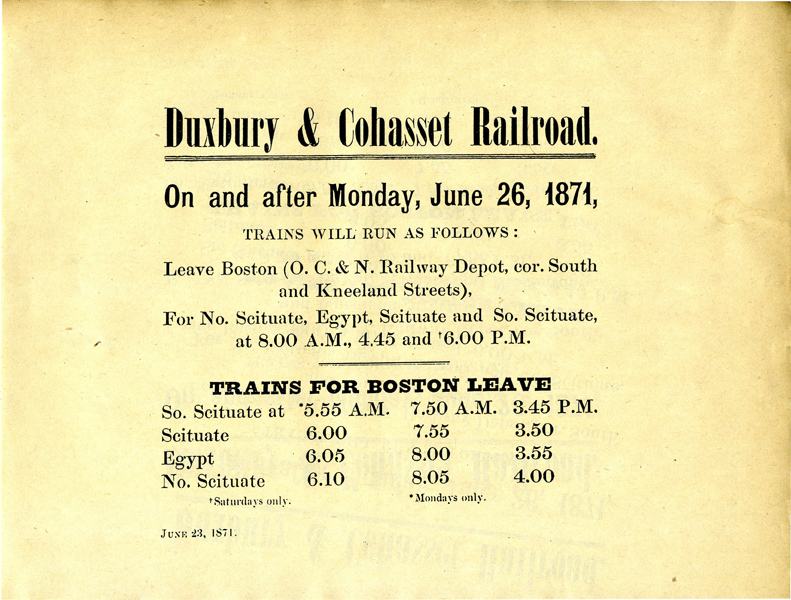 Duxbury & Cohasset Railroad.
On and after Monday, June 26, 1871,
TRAINS WILL RUN AS FOLLOWS:
Leave Boston (O. C. & N. Railway Depot, cor. South
and Kneeland Streets),
For No. Scituate, Egypt, Scituate and So. Scituate,
at 8.00 A.M., 4.45 and †6.00 P.M.
TRAINS FOR BOSTON LEAVE
So. Scituate at *5.55 A.M. 7.50 A.M. 3.45 P.M.
Scituate 6.00 7.55 3.50
Egypt 6.05 8.00 3.55
No. Scituate 6.10 8.05 4.00
†Saturdays only. *Mondays only.
JUNE 23, 1871.